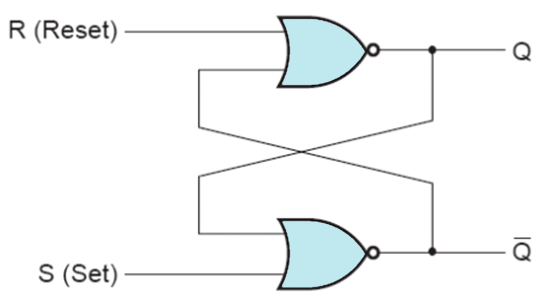 R (Reset)
Q
S (Set)
Q̅